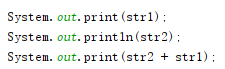 System.out.print(str1);
System.out.println(str2);
System.out.print(str2 + str1);